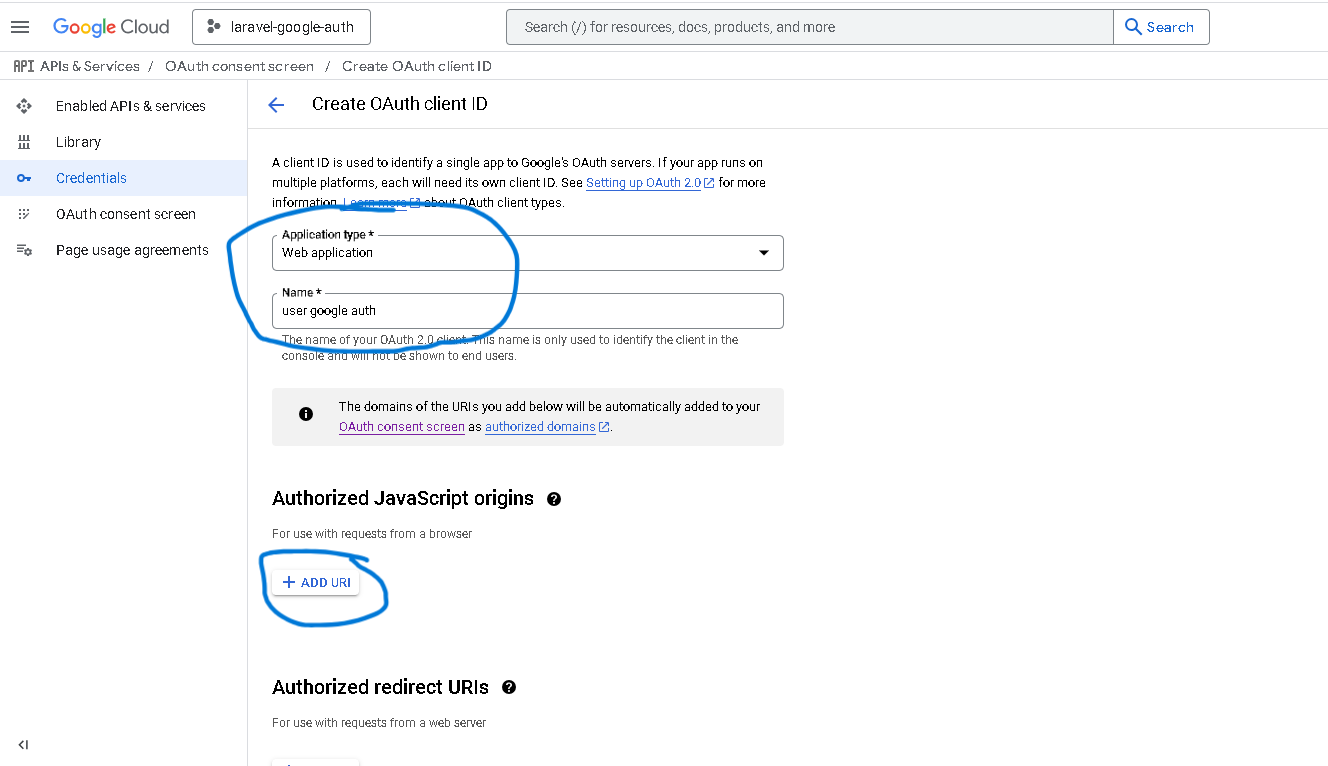 Google Cloud
laravel-google-auth
Search (/) for resources, docs, products, and more
Search
API APIs & Services / OAuth consent screen / Create OAuth client ID
Enabled APIs & services
Library
Credentials
OAuth consent screen
Page usage agreements
Create OAuth client ID
A client ID is used to identify a single app to Google's OAuth servers. If your app runs on
multiple platforms, each will need its own client ID. See Setting up OAuth 2.0 for more
information. Learn more about OAuth client types.
Application type *
Web application
Name *
user google auth
The name of your OAuth 2.0 client. This name is only used to identify the client in the
console and will not be shown to end users.
The domains of the URIs you add below will be automatically added to your
OAuth consent screen as authorized domains.
Authorized JavaScript origins
For use with requests from a browser
+ ADD URI
Authorized redirect URIs
For use with requests from a web server